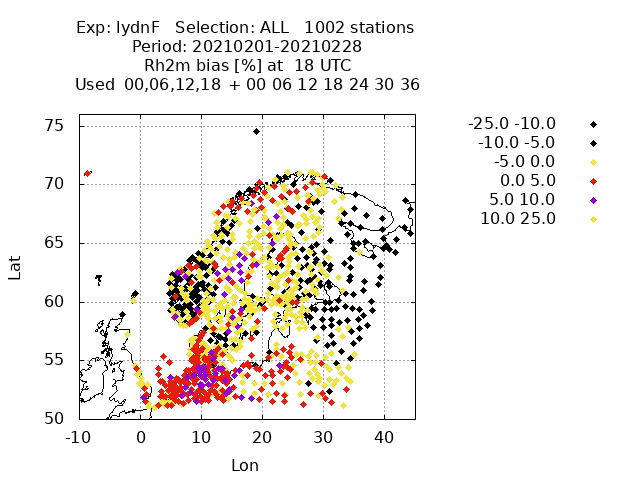 Exp: IydnF   Selection: ALL   1002 stations
Period: 20210201-20210228
Rh2m bias [%] at  18 UTC
Used  00,06,12,18  + 00 06 12 18 24 30 36
-25.0 -10.0
-10.0 -5.0
-5.0 0.0
0.0 5.0
5.0 10.0
10.0 25.0
75
70
65
60
55
50
Lat
-10 0 10 20 30 40
Lon